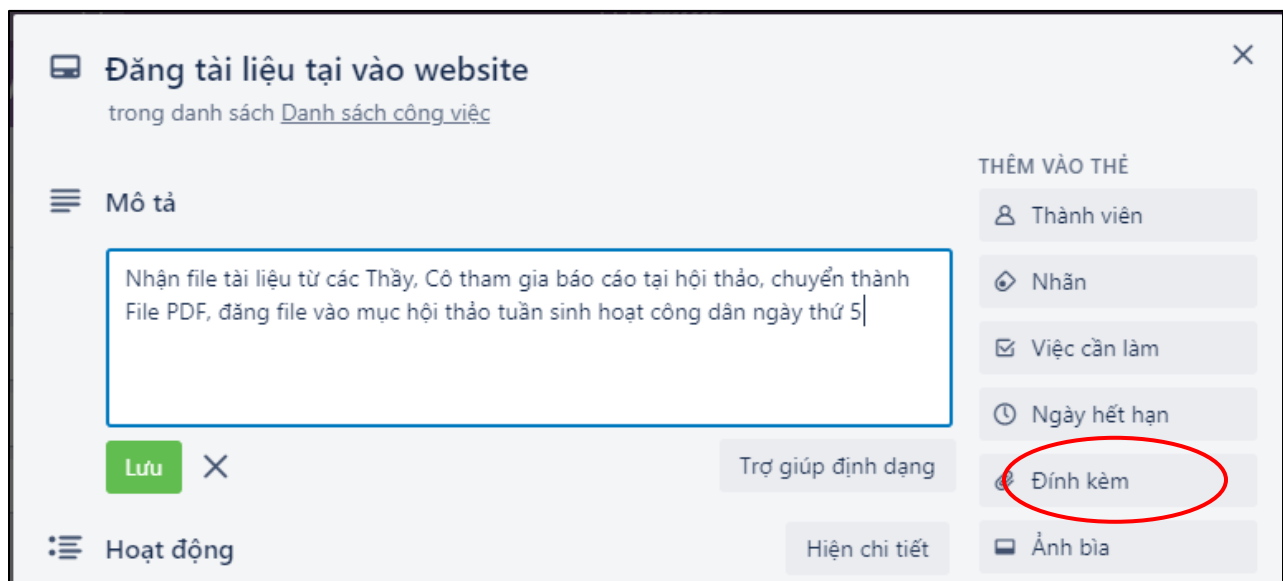 Đăng tài liệu tại vào website
trong danh sách Danh sách công việc
Mô tả
Nhận file tài liệu từ các Thầy, Cô tham gia báo cáo tại hội thảo, chuyển thành
File PDF, đăng file vào mục hội thảo tuần sinh hoạt công dân ngày thứ 5
Lưu
Trợ giúp định dạng
Hoạt động
Hiện chi tiết
THÊM VÀO THẺ
Thành viên
Nhãn
Việc cần làm
Ngày hết hạn
Đính kèm
Ảnh bìa